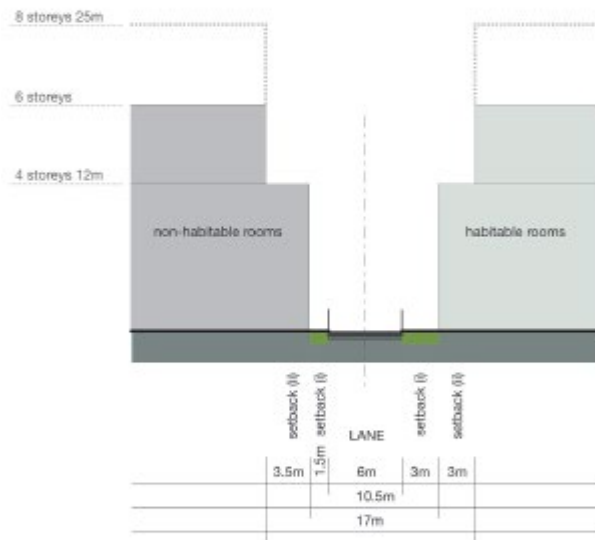 8 storeys 25m
6 storeys
4 storeys 12m
non-habitable rooms
habitable rooms
setback (ii)
setback (i)
setback (i)
setback (ii)
LANE
3.5m
1.5m
6m
3m
3m
10.5m
17m